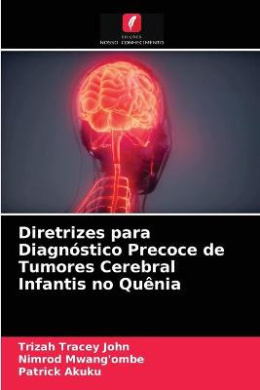 EDIÇÕES
NOSSO CONHECIMENTO
Diretrizes para
Diagnóstico Precoce de
Tumores Cerebral
Infantis no Quênia
Trizah Tracey John
Nimrod Mwang'ombe
Patrick Akuku